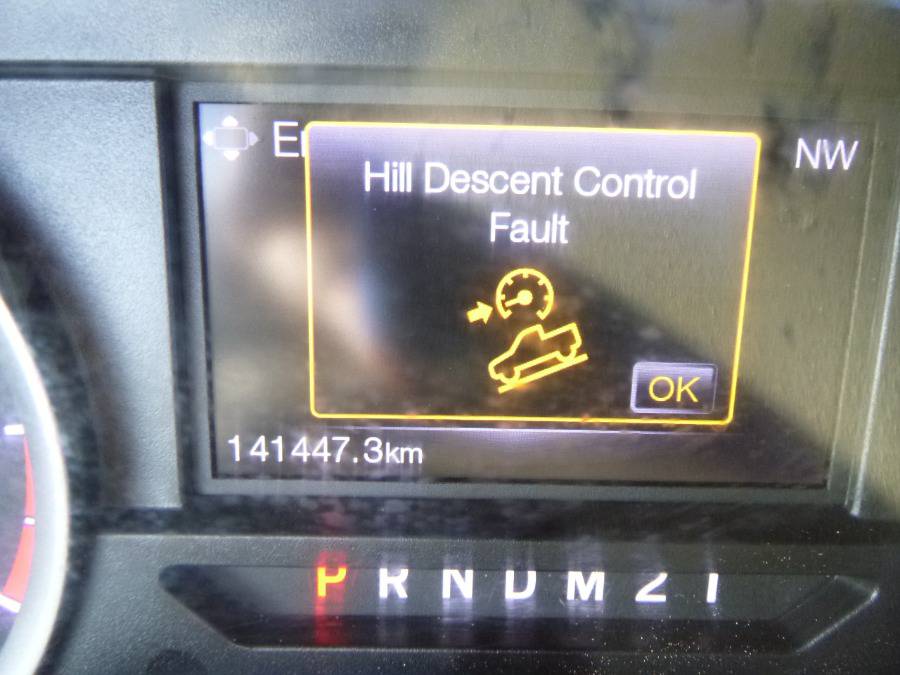 NW
Hill Descent Control
Fault
OK
141447.3km
P R N D M 2 1